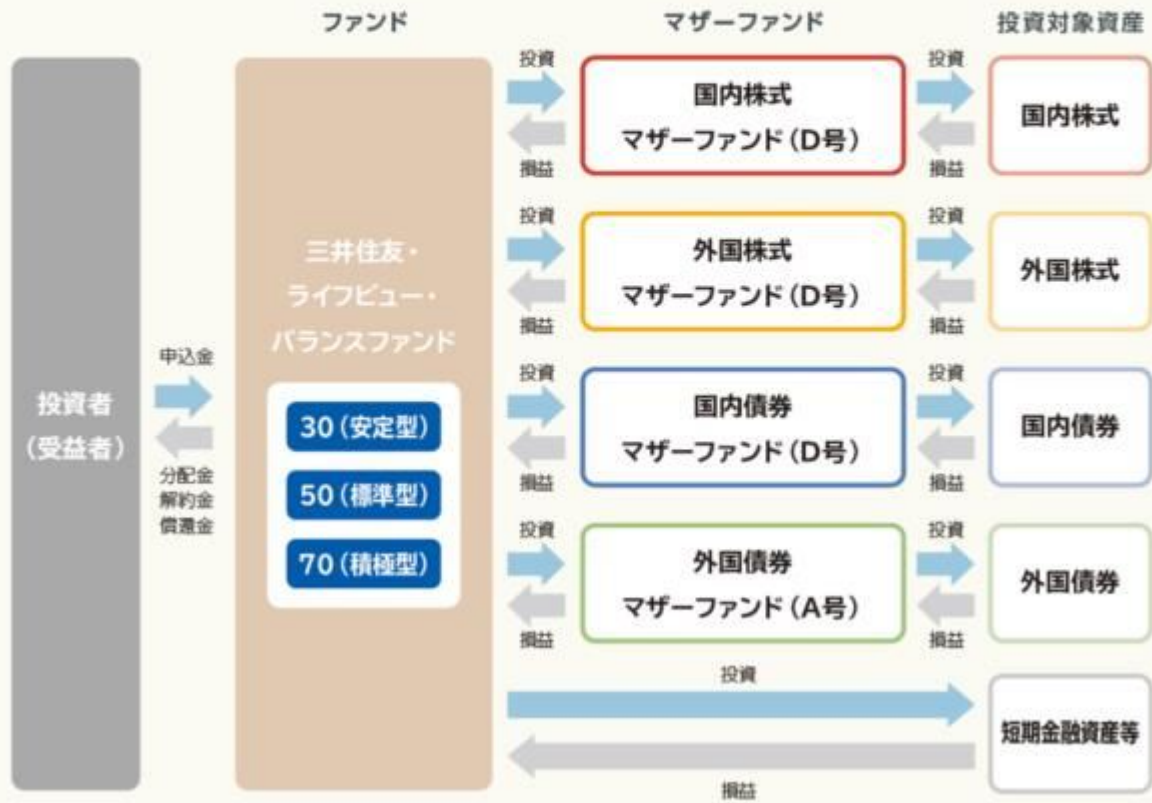 ファンド
マザーファンド
投資対象資産
投資者
(受益者)
申込金
分配金
解約金
償還金
三井住友・
ライフビュー・
バランスファンド
30(安定型)
50(標準型)
70(積極型)
投資
損益
国内株式
マザーファンド(D号)
投資
損益
国内株式
投資
損益
外国株式
マザーファンド(D号)
投資
損益
外国株式
投資
損益
国内債券
マザーファンド(D号)
投資
損益
国内債券
投資
損益
外国債券
マザーファンド(A号)
投資
損益
外国債券
投資
損益
短期金融資産等